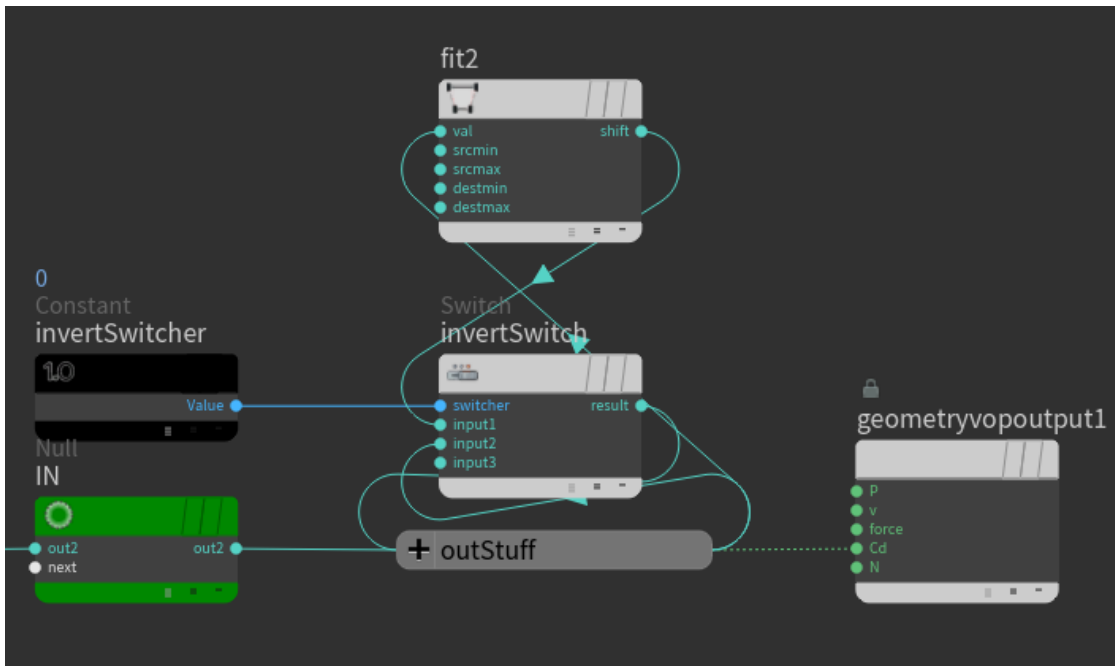 fit2
val
shift
srcmin
srcmax
destmin
destmax
0
Constant
invertSwitcher
1.0
Value
Switch
invertSwitch
switcher
result
input1
input2
input3
Null
IN
out2
out2
next
+ outStuff
geometryvopoutput1
P
v
force
Cd
N